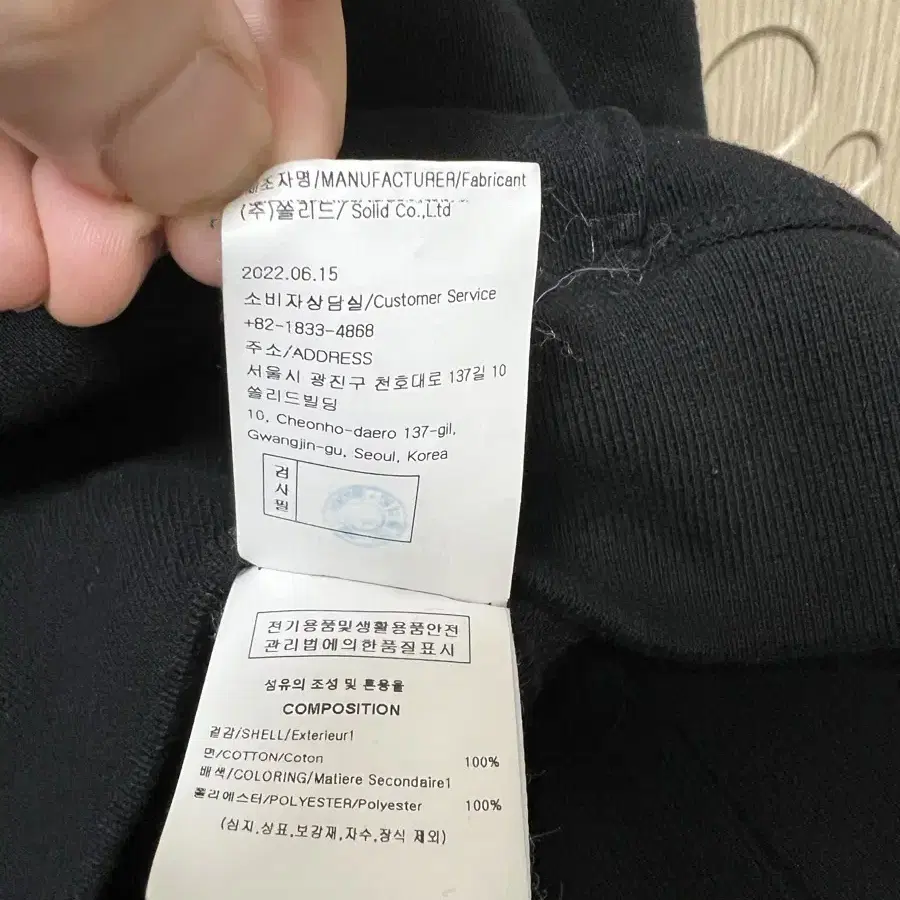 제조자명/MANUFACTURER/Fabricant
(주)쏠리드/ Solid Co.,Ltd
2022.06.15
소비자상담실/Customer Service
+82-1833-4868
주소/ADDRESS
서울시 광진구 천호대로 137길 10
쏠리드빌딩
10, Cheonho-daero 137-gil,
Gwangjin-gu, Seoul, Korea
검사필
전기용품및생활용품안전
관리법에의한품질표시
섬유의 조성 및 혼용율
COMPOSITION
겉감/SHELL/Exterieur1
면/COTTON/Coton 100%
배색/COLORING/Matiere Secondaire1
폴리에스터/POLYESTER/Polyester 100%
(심지,상표,보강재,자수,장식 제외)